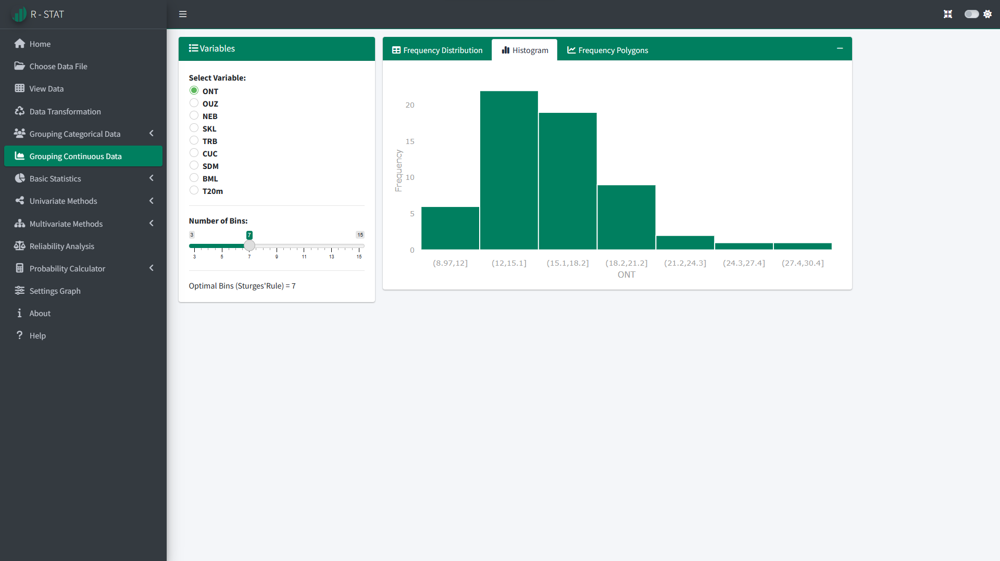 R - STAT
Home
Choose Data File
View Data
Data Transformation
Grouping Categorical Data
Grouping Continuous Data
Basic Statistics
Univariate Methods
Multivariate Methods
Reliability Analysis
Probability Calculator
Settings Graph
About
Help
Variables
Select Variable:
ONT
OUZ
NEB
SKL
TRB
CUC
SDM
BML
T20m
Number of Bins:
3 7 15
3 5 7 9 11 13 15
Optimal Bins (Sturges'Rule) = 7
Frequency Distribution Histogram Frequency Polygons
20
15
10
5
0
Frequency
(8.97,12] (12,15.1] (15.1,18.2] (18.2,21.2] (21.2,24.3] (24.3,27.4] (27.4,30.4]
ONT